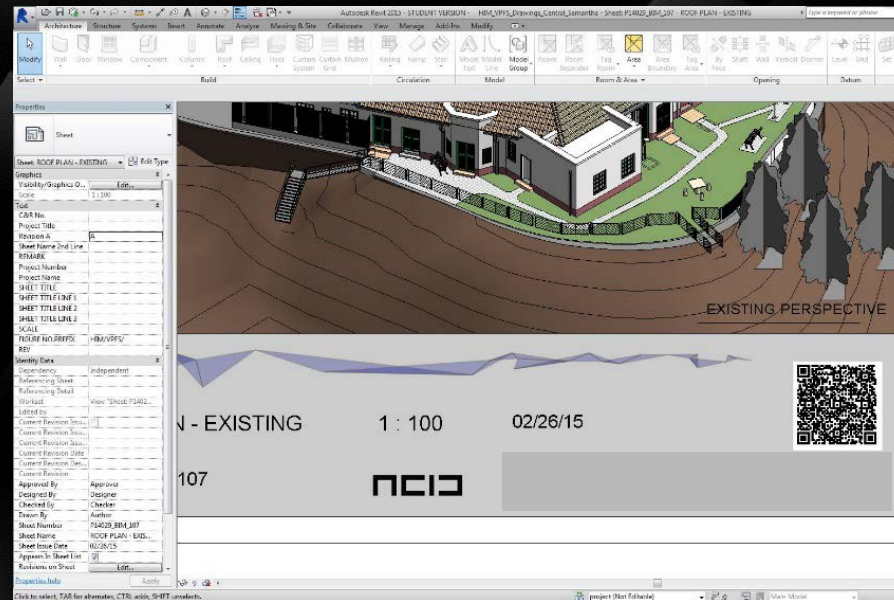 Autodesk Revit 2015 - STUDENT VERSION - HIM_VPFS_Drawings_Central_Samantha - Sheet: P14029_BIM_107 - ROOF PLAN - EXISTING
Type a keyword or phrase
Architecture Structure Systems Insert Annotate Analyze Massing & Site Collaborate View Manage Add-Ins Modify
Modify Wall Door Window Component Column Roof Ceiling Floor Curtain System Curtain Grid Mullion Railing Ramp Stair Model Text Model Line Model Group Room Room Separator Tag Room Area Area Boundary Tag Area By Face Shaft Wall Vertical Dormer Level Grid Set
Select Build Circulation Model Room & Area Opening Datum
Properties
Sheet
Sheet: ROOF PLAN - EXISTING Edit Type
Graphics
Visibility/Graphics O... Edit...
Scale 1:100
Text
C&R No.
Project Title
Revision A A
Sheet Name 2nd Line
REMARK
Project Number
Project Name
SHEET TITLE
SHEET TITLE LINE 1
SHEET TITLE LINE 2
SHEET TITLE LINE 3
SCALE
FIGURE NO.PREFIX HIM/VPFS/
REV
Identity Data
Dependency Independent
Referencing Sheet
Referencing Detail
Workset View "Sheet: P1402...
Edited by
Current Revision Issu...
Current Revision Issu...
Current Revision Issu...
Current Revision Date
Current Revision Des...
Current Revision
Approved By Approver
Designed By Designer
Checked By Checker
Drawn By Author
Sheet Number P14029_BIM_107
Sheet Name ROOF PLAN - EXIS...
Sheet Issue Date 02/26/15
Appears In Sheet List
Revisions on Sheet Edit...
Properties help Apply
EXISTING PERSPECTIVE
N - EXISTING 1 : 100 02/26/15
107 ncid
Click to select, TAB for alternates, CTRL adds, SHIFT unselects.
project (Not Editable) Main Model